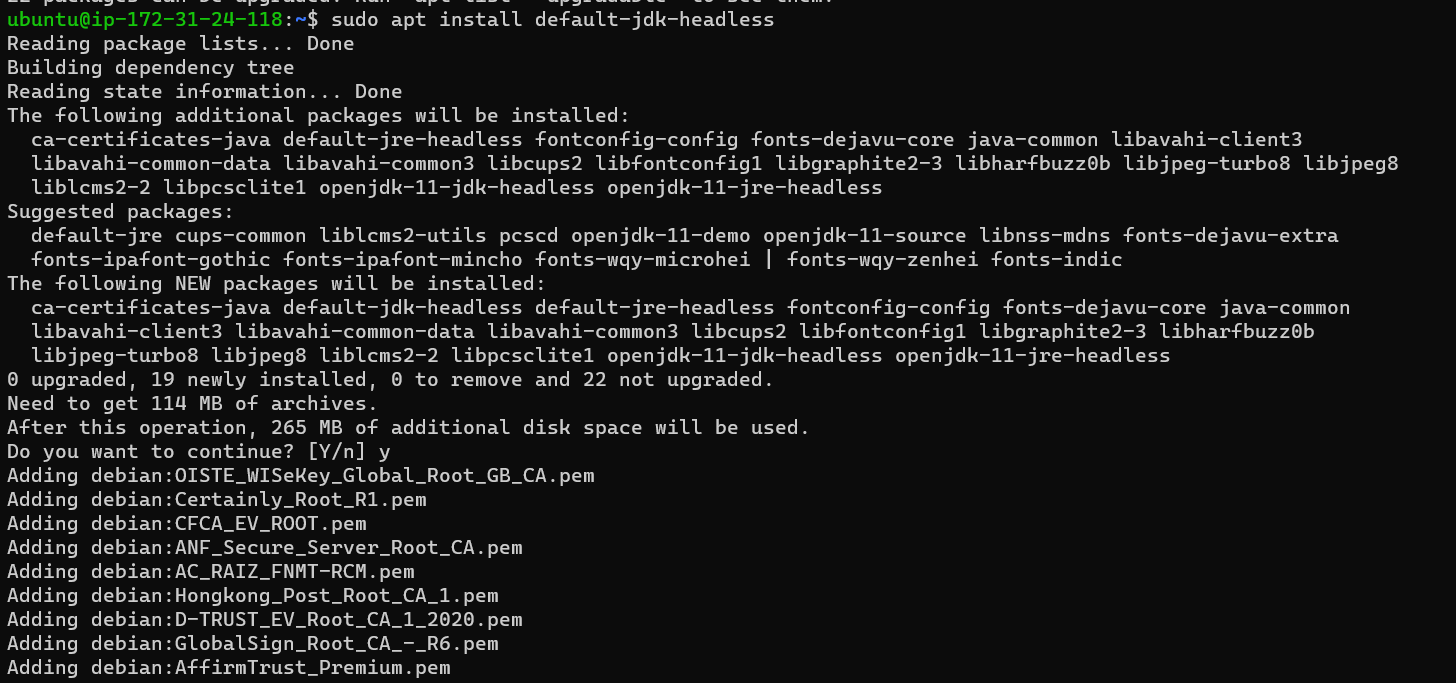 ubuntu@ip-172-31-24-118:~$ sudo apt install default-jdk-headless
Reading package lists... Done
Building dependency tree
Reading state information... Done
The following additional packages will be installed:
  ca-certificates-java default-jre-headless fontconfig-config fonts-dejavu-core java-common libavahi-client3
  libavahi-common-data libavahi-common3 libcups2 libfontconfig1 libgraphite2-3 libharfbuzz0b libjpeg-turbo8 libjpeg8
  liblcms2-2 libpcsclite1 openjdk-11-jdk-headless openjdk-11-jre-headless
Suggested packages:
  default-jre cups-common liblcms2-utils pcscd openjdk-11-demo openjdk-11-source libnss-mdns fonts-dejavu-extra
  fonts-ipafont-gothic fonts-ipafont-mincho fonts-wqy-microhei | fonts-wqy-zenhei fonts-indic
The following NEW packages will be installed:
  ca-certificates-java default-jdk-headless default-jre-headless fontconfig-config fonts-dejavu-core java-common
  libavahi-client3 libavahi-common-data libavahi-common3 libcups2 libfontconfig1 libgraphite2-3 libharfbuzz0b
  libjpeg-turbo8 libjpeg8 liblcms2-2 libpcsclite1 openjdk-11-jdk-headless openjdk-11-jre-headless
0 upgraded, 19 newly installed, 0 to remove and 22 not upgraded.
Need to get 114 MB of archives.
After this operation, 265 MB of additional disk space will be used.
Do you want to continue? [Y/n] y
Adding debian:OISTE_WISeKey_Global_Root_GB_CA.pem
Adding debian:Certainly_Root_R1.pem
Adding debian:CFCA_EV_ROOT.pem
Adding debian:ANF_Secure_Server_Root_CA.pem
Adding debian:AC_RAIZ_FNMT-RCM.pem
Adding debian:Hongkong_Post_Root_CA_1.pem
Adding debian:D-TRUST_EV_Root_CA_1_2020.pem
Adding debian:GlobalSign_Root_CA_-_R6.pem
Adding debian:AffirmTrust_Premium.pem